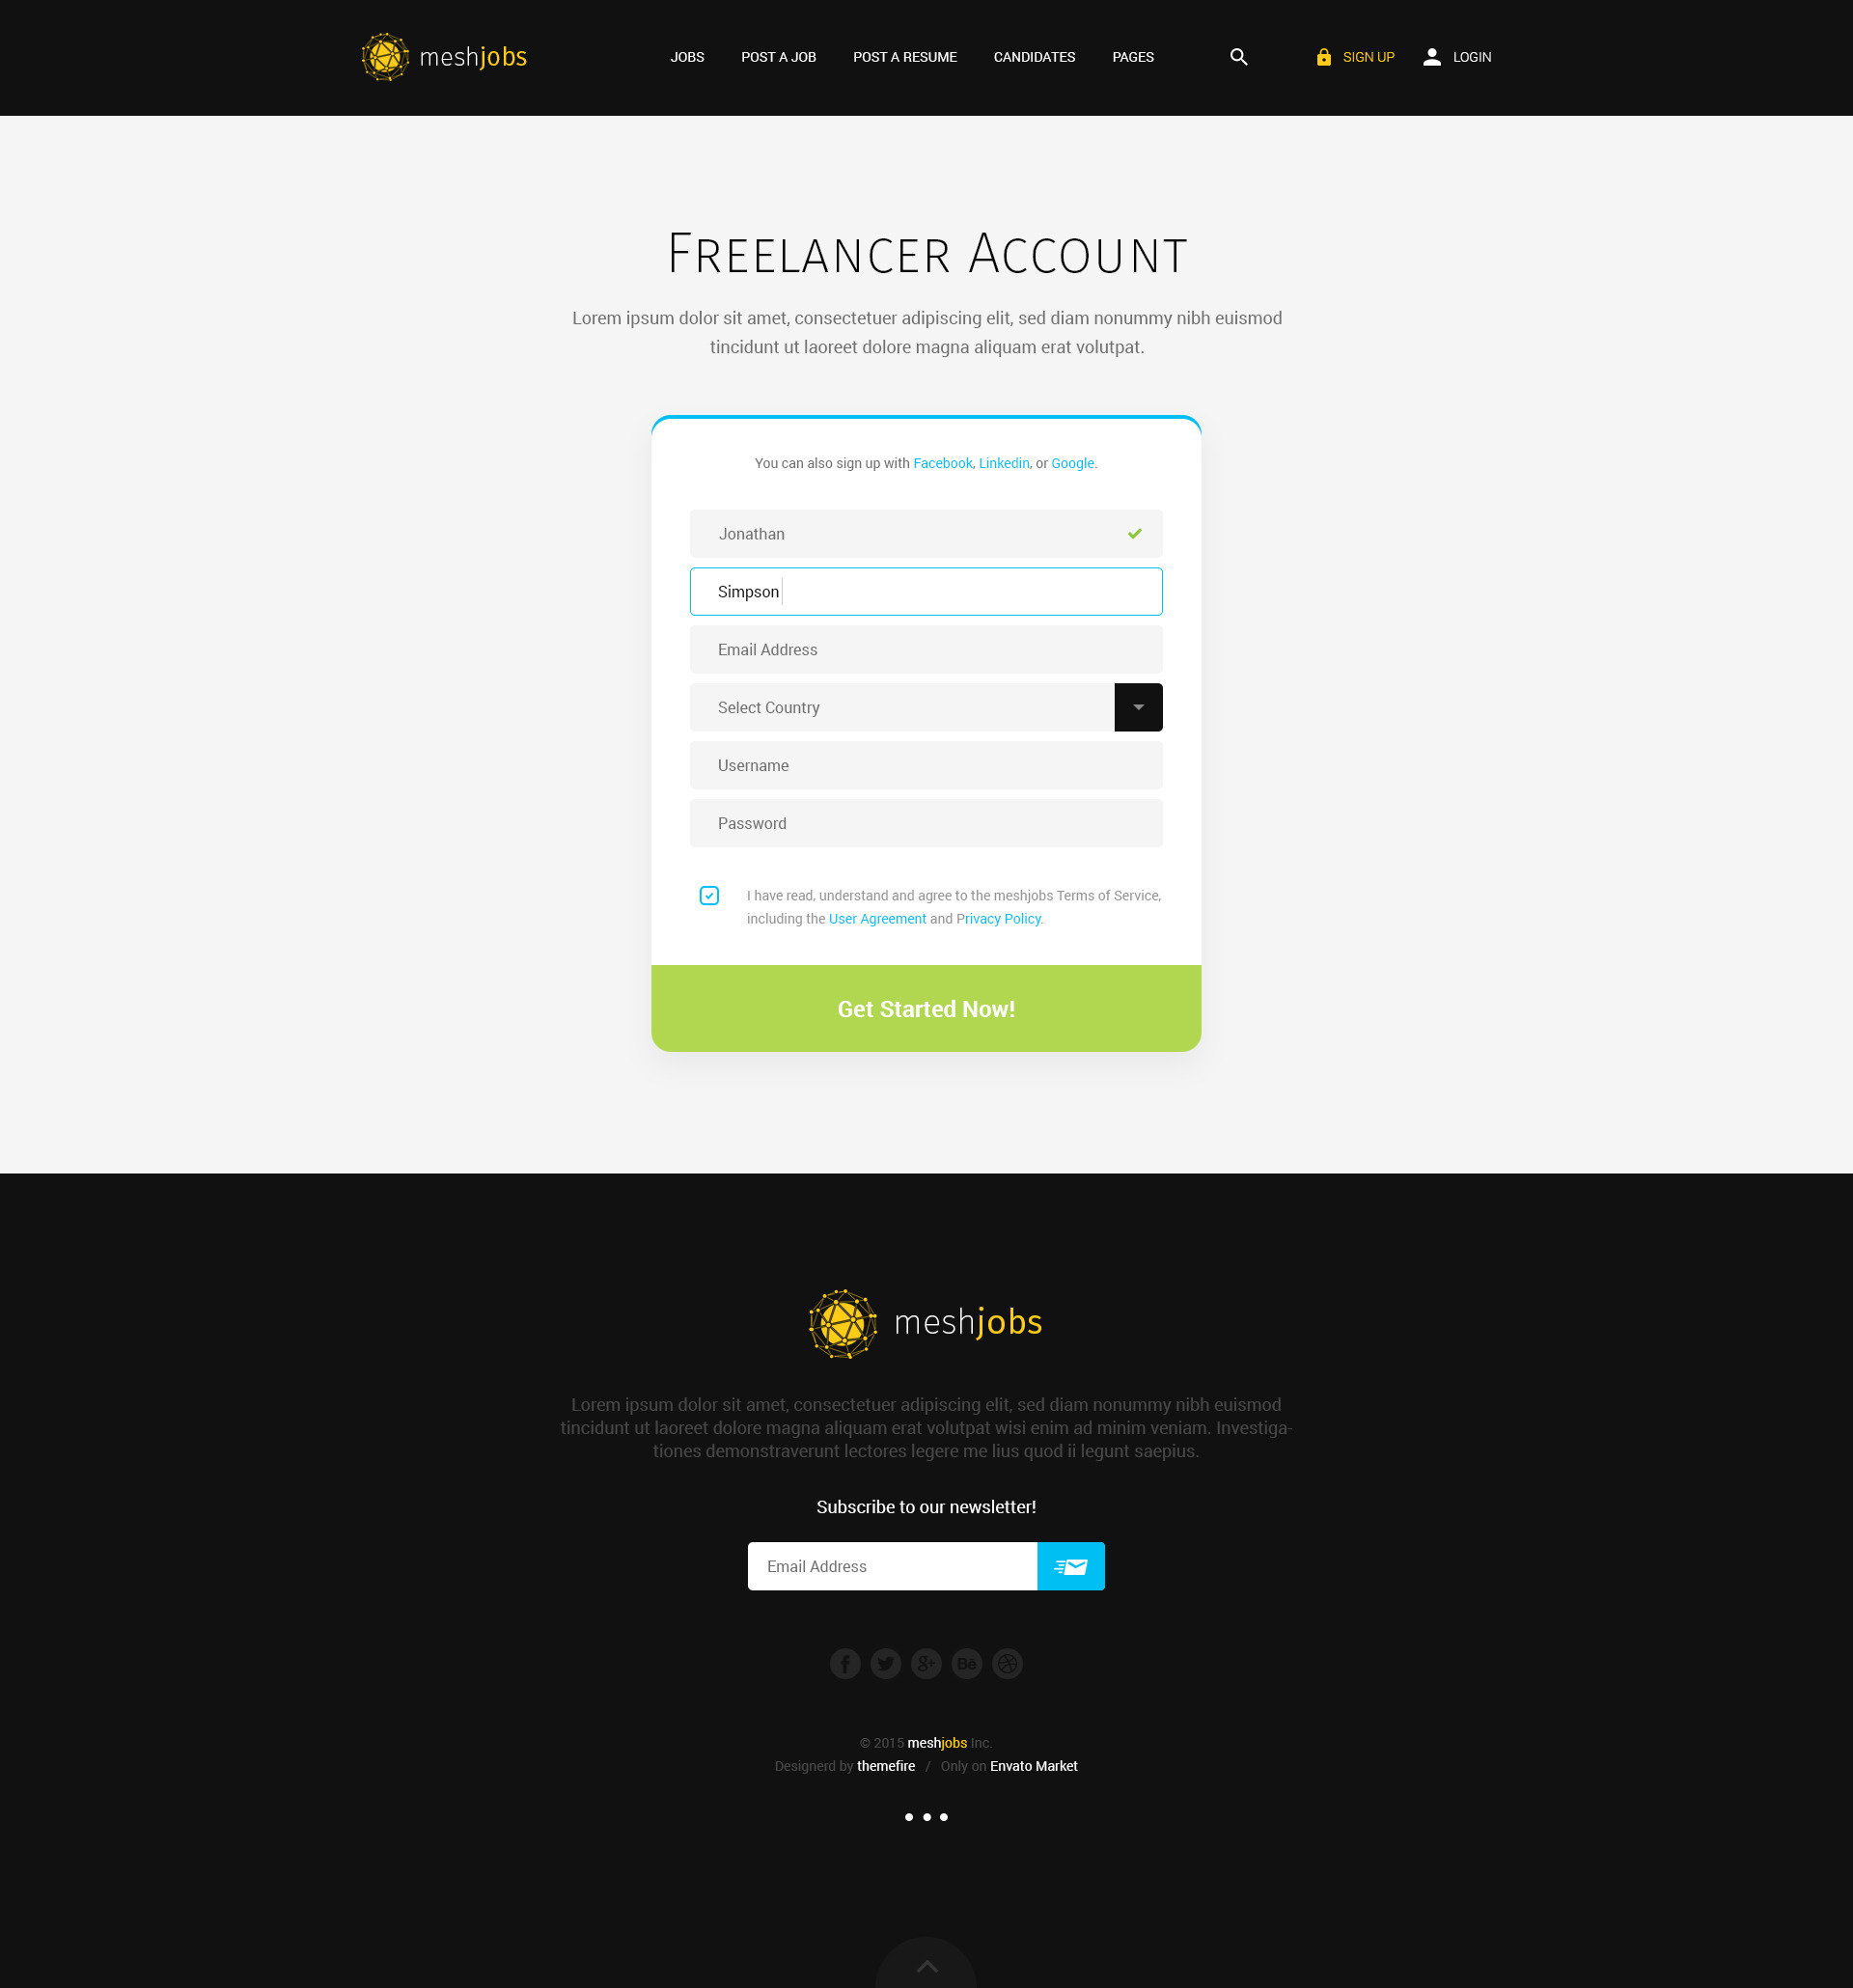 meshjobs
JOBS POST A JOB POST A RESUME CANDIDATES PAGES SIGN UP LOGIN
Freelancer Account
Lorem ipsum dolor sit amet, consectetuer adipiscing elit, sed diam nonummy nibh euismod
tincidunt ut laoreet dolore magna aliquam erat volutpat.
You can also sign up with Facebook, Linkedin, or Google.
Jonathan
Simpson
Email Address
Select Country
Username
Password
I have read, understand and agree to the meshjobs Terms of Service,
including the User Agreement and Privacy Policy.
Get Started Now!
meshjobs
Lorem ipsum dolor sit amet, consectetuer adipiscing elit, sed diam nonummy nibh euismod
tincidunt ut laoreet dolore magna aliquam erat volutpat wisi enim ad minim veniam. Investiga-
tiones demonstraverunt lectores legere me lius quod ii legunt saepius.
Subscribe to our newsletter!
Email Address
© 2015 meshjobs Inc.
Designerd by themefire / Only on Envato Market